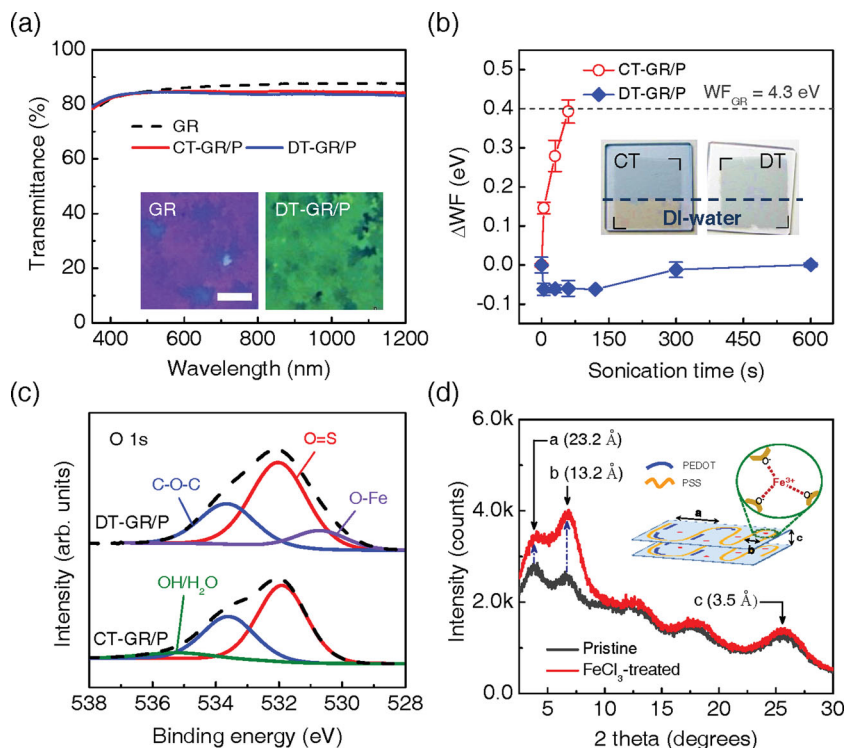 (a)
100
80
60
40
20
0
Transmittance (%)
GR
CT-GR/P DT-GR/P
GR
DT-GR/P
400 600 800 1000 1200
Wavelength (nm)
(b)
0.5
0.4
0.3
0.2
0.1
0.0
-0.1
ΔWF (eV)
CT-GR/P
DT-GR/P
WF_GR = 4.3 eV
CT
DT
DI-water
0 150 300 450 600
Sonication time (s)
(c)
O 1s
O=S
C-O-C
O-Fe
DT-GR/P
OH/H₂O
CT-GR/P
Intensity (arb. units)
538 536 534 532 530 528
Binding energy (eV)
(d)
6.0k
4.0k
2.0k
0.0
Intensity (counts)
a (23.2 Å)
b (13.2 Å)
PEDOT
PSS
O⁻
Fe³⁺
O⁻
O⁻
a
b
c
c (3.5 Å)
Pristine
FeCl₃-treated
5 10 15 20 25 30
2 theta (degrees)